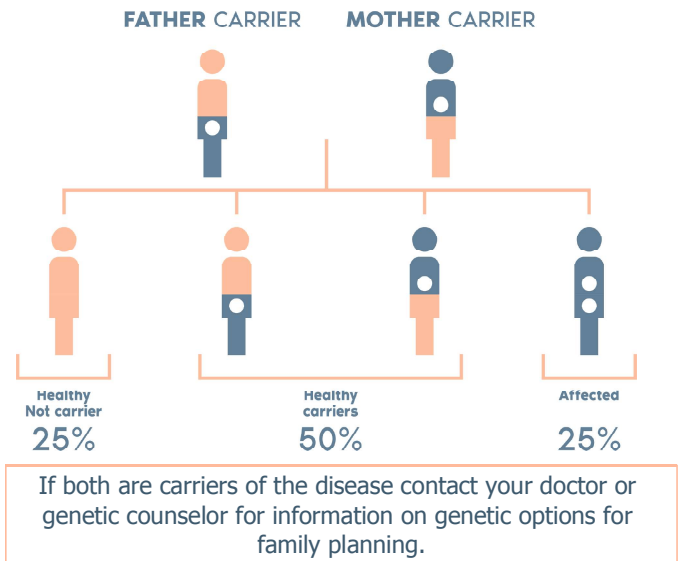 FATHER CARRIER MOTHER CARRIER
Healthy
Not carrier
25%
Healthy
carriers
50%
Affected
25%
If both are carriers of the disease contact your doctor or
genetic counselor for information on genetic options for
family planning.